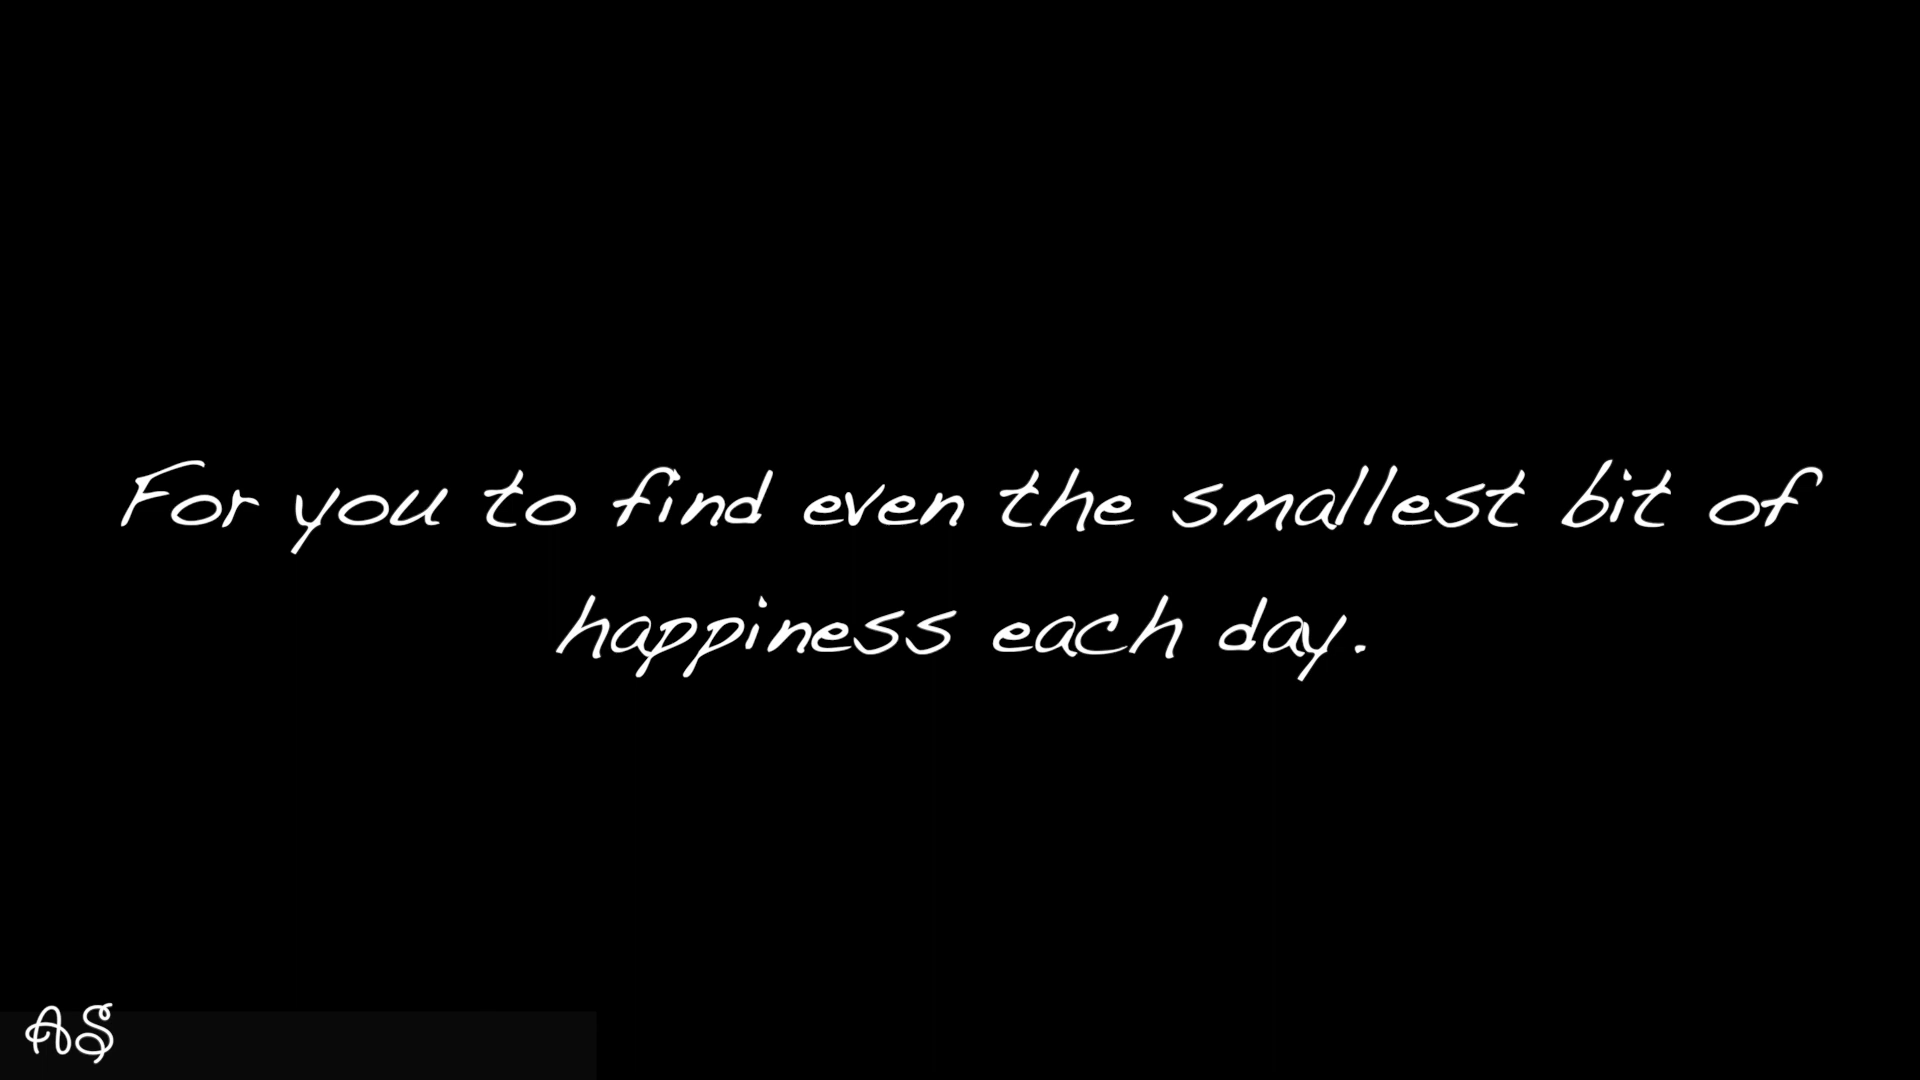 For you to find even the smallest bit of
happiness each day.
AS